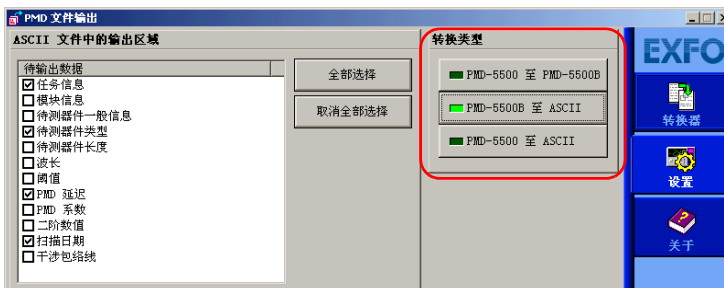 PMD 文件输出
ASCII 文件中的输出区域
待输出数据
任务信息
模块信息
待测器件一般信息
待测器件类型
待测器件长度
波长
阈值
PMD 延迟
PMD 系数
二阶数值
扫描日期
干涉包络线
全部选择
取消全部选择
转换类型
PMD-5500 至 PMD-5500B
PMD-5500B 至 ASCII
PMD-5500 至 ASCII
EXFO
转换器
设置
关于